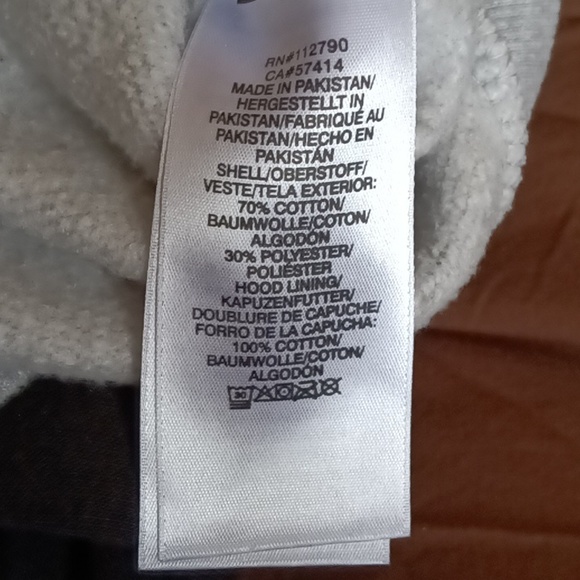 RN#112790
CA#57414
MADE IN PAKISTAN/
HERGESTELLT IN
PAKISTAN/FABRIQUÉ AU
PAKISTAN/HECHO EN
PAKISTÁN
SHELL/OBERSTOFF/
VESTE/TELA EXTERIOR:
70% COTTON/
BAUMWOLLE/COTON/
ALGODÓN
30% POLYESTER/
POLIÉSTER
HOOD LINING/
KAPUZENFUTTER/
DOUBLURE DE CAPUCHE/
FORRO DE LA CAPUCHA:
100% COTTON/
BAUMWOLLE/COTON/
ALGODÓN
30